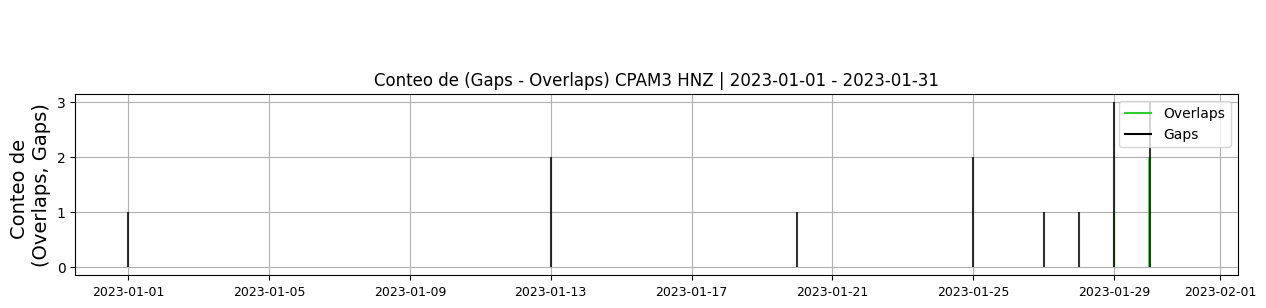 Conteo de (Gaps - Overlaps) CPAM3 HNZ | 2023-01-01 - 2023-01-31
Conteo de
(Overlaps, Gaps)
3
2
1
0
Overlaps
Gaps
2023-01-01 2023-01-05 2023-01-09 2023-01-13 2023-01-17 2023-01-21 2023-01-25 2023-01-29 2023-02-01